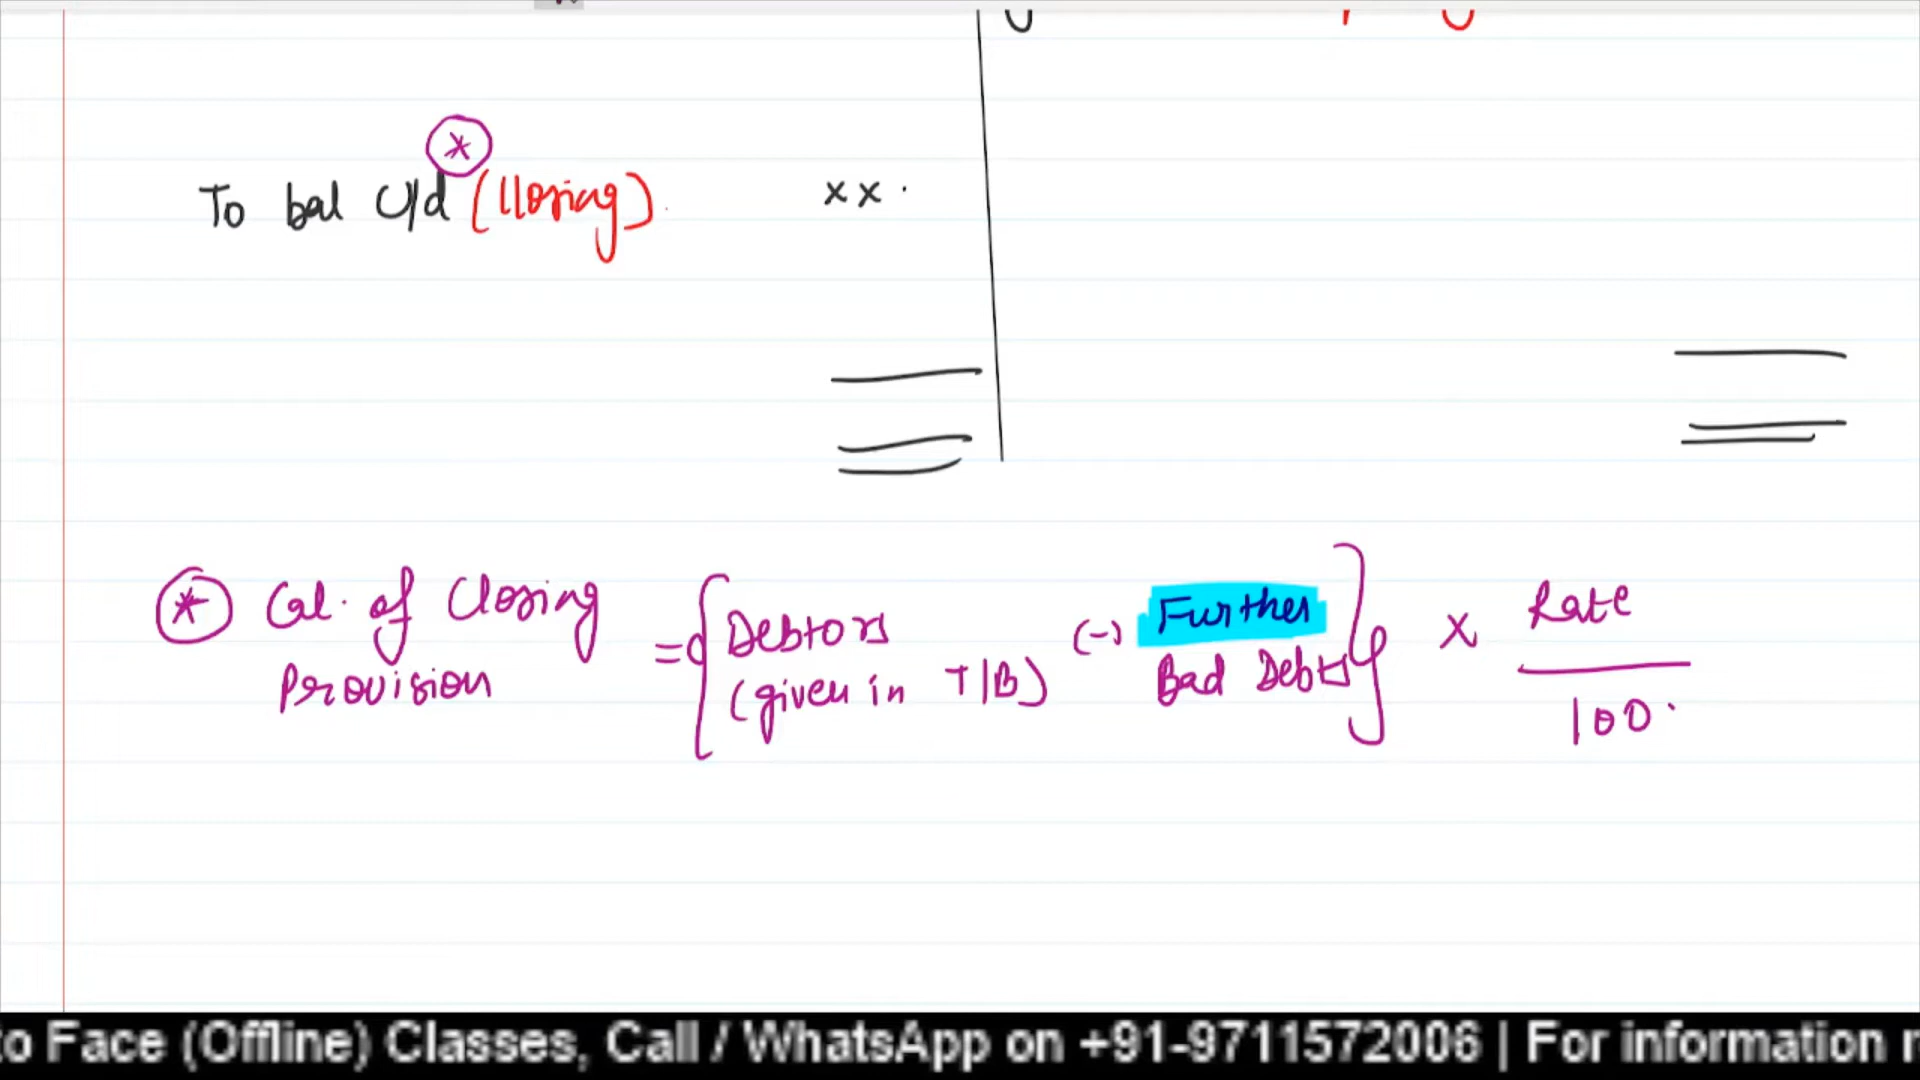 *
To bal C/d (Closing) xx
* Cal. of Closing Provision = { Debtors (given in T/B) (-) Further Bad Debts } x Rate / 100
to Face (Offline) Classes, Call / WhatsApp on +91-9711572006 | For information